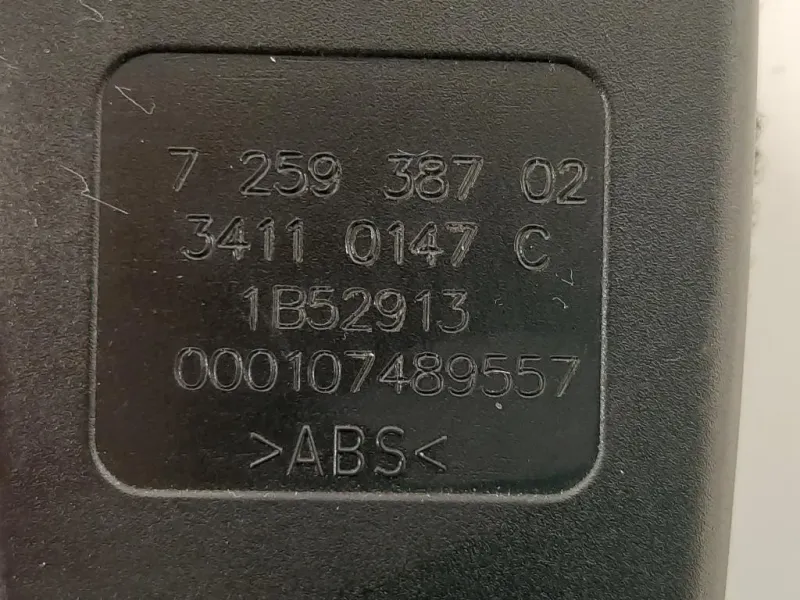 7 259 387 02
3411 0147 C
1B52913
000107489557
>ABS<